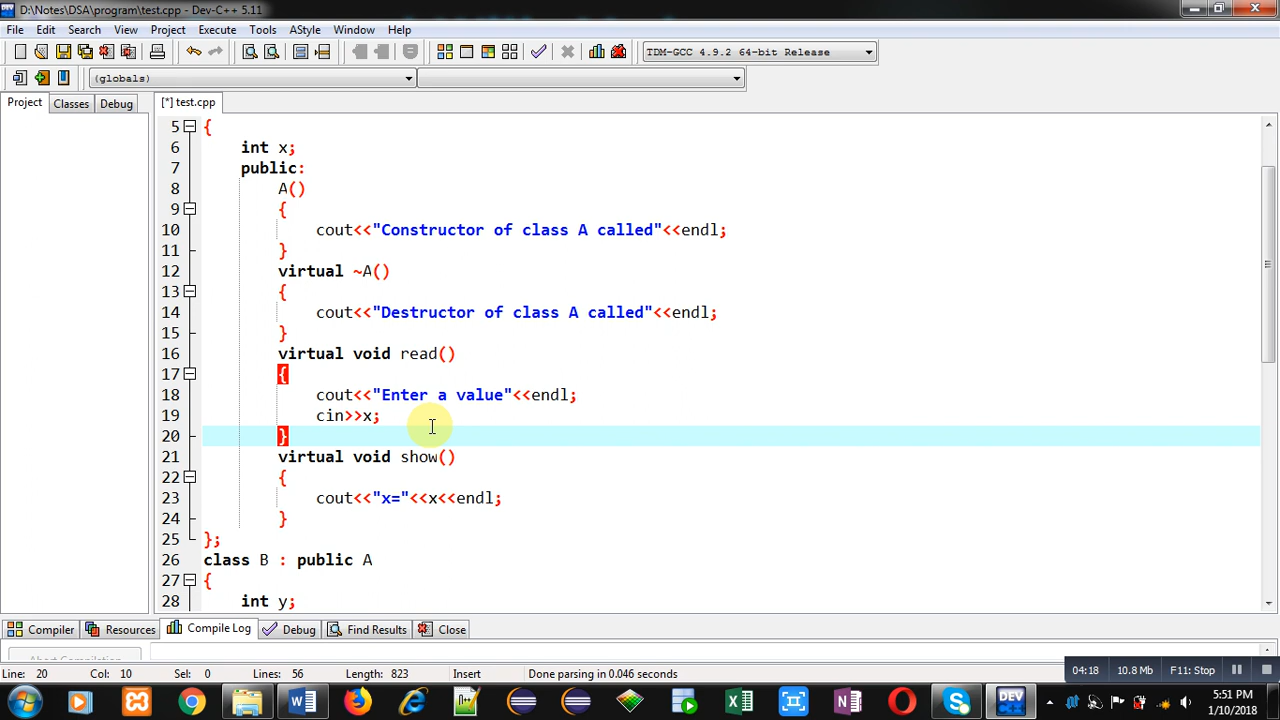 D:\Notes\DSA\program\test.cpp - Dev-C++ 5.11
File Edit Search View Project Execute Tools AStyle Window Help
TDM-GCC 4.9.2 64-bit Release
(globals)
Project Classes Debug [*] test.cpp
5 {
6 int x;
7 public:
8 A()
9 {
10 cout<<"Constructor of class A called"<<endl;
11 }
12 virtual ~A()
13 {
14 cout<<"Destructor of class A called"<<endl;
15 }
16 virtual void read()
17 {
18 cout<<"Enter a value"<<endl;
19 cin>>x;
20 }
21 virtual void show()
22 {
23 cout<<"x="<<x<<endl;
24 }
25 };
26 class B : public A
27 {
28 int y;
Compiler Resources Compile Log Debug Find Results Close
Abort Compilation
Line: 20 Col: 10 Sel: 0 Lines: 56 Length: 823 Insert Done parsing in 0.046 seconds
04:18 10.8 Mb F11: Stop
5:51 PM
1/10/2018